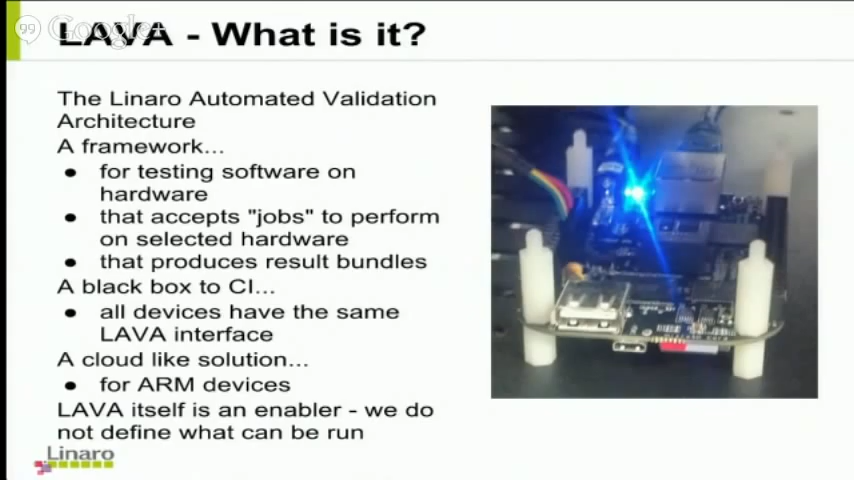 Google+
LAVA - What is it?
The Linaro Automated Validation
Architecture
A framework...
● for testing software on
hardware
● that accepts "jobs" to perform
on selected hardware
● that produces result bundles
A black box to CI...
● all devices have the same
LAVA interface
A cloud like solution...
● for ARM devices
LAVA itself is an enabler - we do
not define what can be run
Linaro